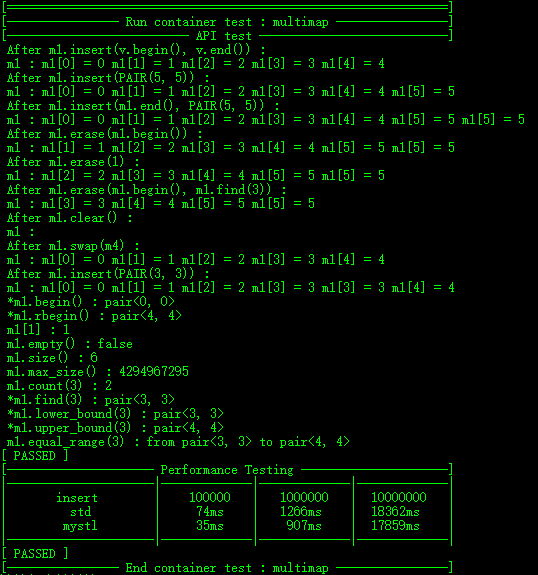 [===============================================================]
[----------------- Run container test : multimap -----------------]
[-------------------------- API test --------------------------]
After m1.insert(v.begin(), v.end()) :
m1 : m1[0] = 0 m1[1] = 1 m1[2] = 2 m1[3] = 3 m1[4] = 4
After m1.insert(PAIR(5, 5)) :
m1 : m1[0] = 0 m1[1] = 1 m1[2] = 2 m1[3] = 3 m1[4] = 4 m1[5] = 5
After m1.insert(m1.end(), PAIR(5, 5)) :
m1 : m1[0] = 0 m1[1] = 1 m1[2] = 2 m1[3] = 3 m1[4] = 4 m1[5] = 5 m1[5] = 5
After m1.erase(m1.begin()) :
m1 : m1[1] = 1 m1[2] = 2 m1[3] = 3 m1[4] = 4 m1[5] = 5 m1[5] = 5
After m1.erase(1) :
m1 : m1[2] = 2 m1[3] = 3 m1[4] = 4 m1[5] = 5 m1[5] = 5
After m1.erase(m1.begin(), m1.find(3)) :
m1 : m1[3] = 3 m1[4] = 4 m1[5] = 5 m1[5] = 5
After m1.clear() :
m1 :
After m1.swap(m4) :
m1 : m1[0] = 0 m1[1] = 1 m1[2] = 2 m1[3] = 3 m1[4] = 4
After m1.insert(PAIR(3, 3)) :
m1 : m1[0] = 0 m1[1] = 1 m1[2] = 2 m1[3] = 3 m1[3] = 3 m1[4] = 4
*m1.begin() : pair<0, 0>
*m1.rbegin() : pair<4, 4>
m1[1] : 1
m1.empty() : false
m1.size() : 6
m1.max_size() : 4294967295
m1.count(3) : 2
*m1.find(3) : pair<3, 3>
*m1.lower_bound(3) : pair<3, 3>
*m1.upper_bound(3) : pair<4, 4>
m1.equal_range(3) : from pair<3, 3> to pair<4, 4>
[ PASSED ]
[--------------------- Performance Testing ---------------------]
| insert | 100000 | 1000000 | 10000000 |
| std | 74ms | 1266ms | 18362ms |
| mystl | 35ms | 907ms | 17859ms |
[ PASSED ]
[----------------- End container test : multimap -----------------]